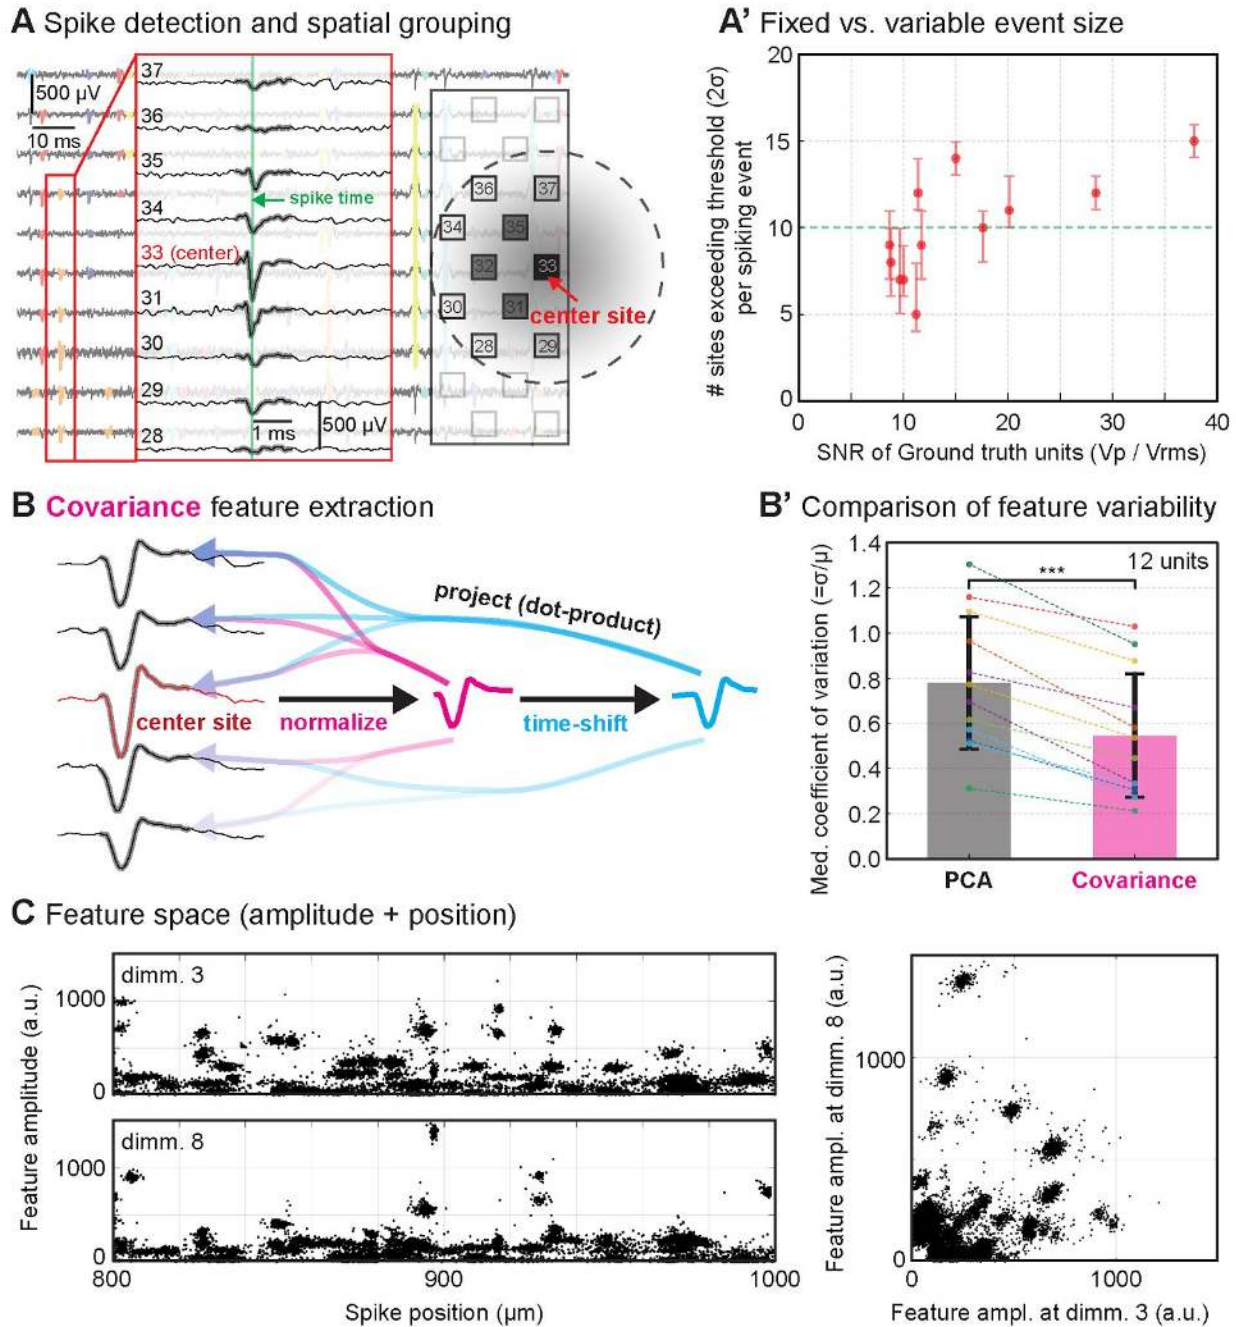 A Spike detection and spatial grouping
500 µV
10 ms
37
36
35
34
33 (center)
31
30
29
28
spike time
1 ms
500 µV
36
37
34
35
32
33
30
31
28
29
center site
A' Fixed vs. variable event size
# sites exceeding threshold (2σ)
per spiking event
20
15
10
5
0
0
10
20
30
40
SNR of Ground truth units (Vp / Vrms)
B Covariance feature extraction
project (dot-product)
center site
normalize
time-shift
B' Comparison of feature variability
Med. coefficient of variation (=σ/µ)
1.4
1.2
1.0
0.8
0.6
0.4
0.2
0.0
***
12 units
PCA
Covariance
C Feature space (amplitude + position)
Feature amplitude (a.u.)
dimm. 3
1000
0
dimm. 8
1000
0
800
900
1000
Spike position (µm)
Feature ampl. at dimm. 8 (a.u.)
1000
0
0
1000
Feature ampl. at dimm. 3 (a.u.)